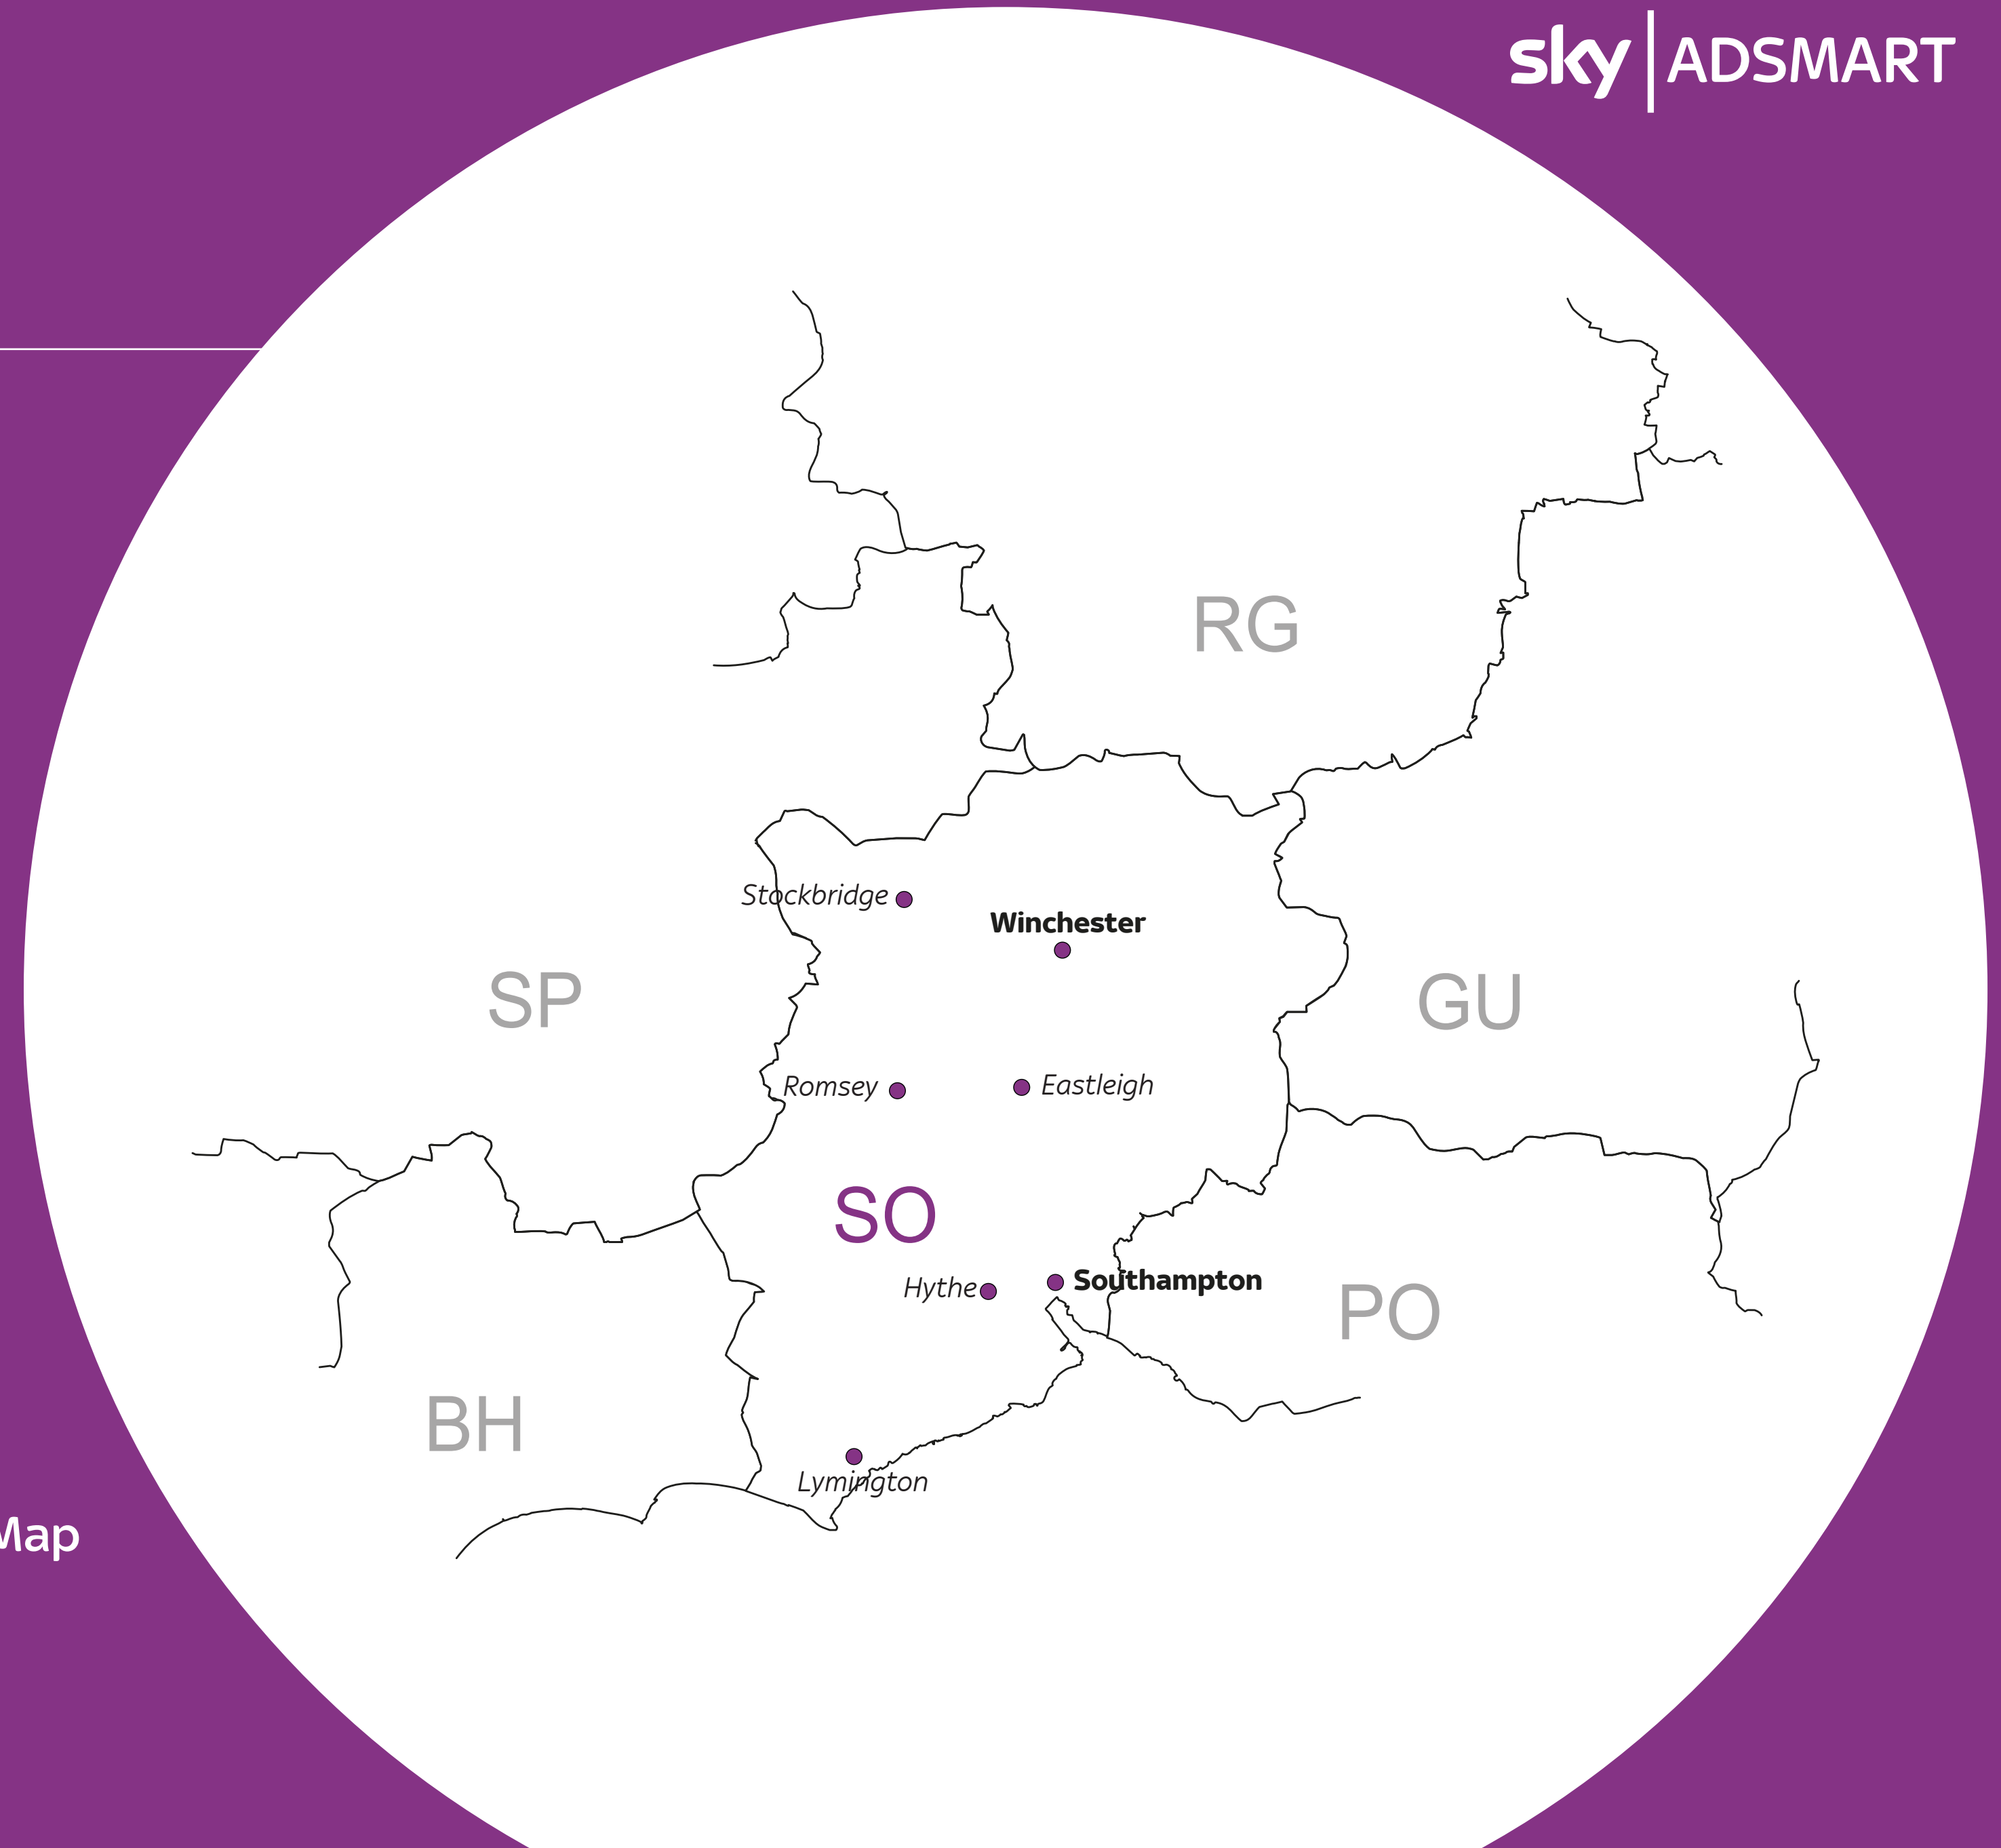 sky | ADSMART
RG
Stockbridge
Winchester
SP
GU
Romsey
Eastleigh
SO
Hythe
Southampton
PO
BH
Lymington
Map